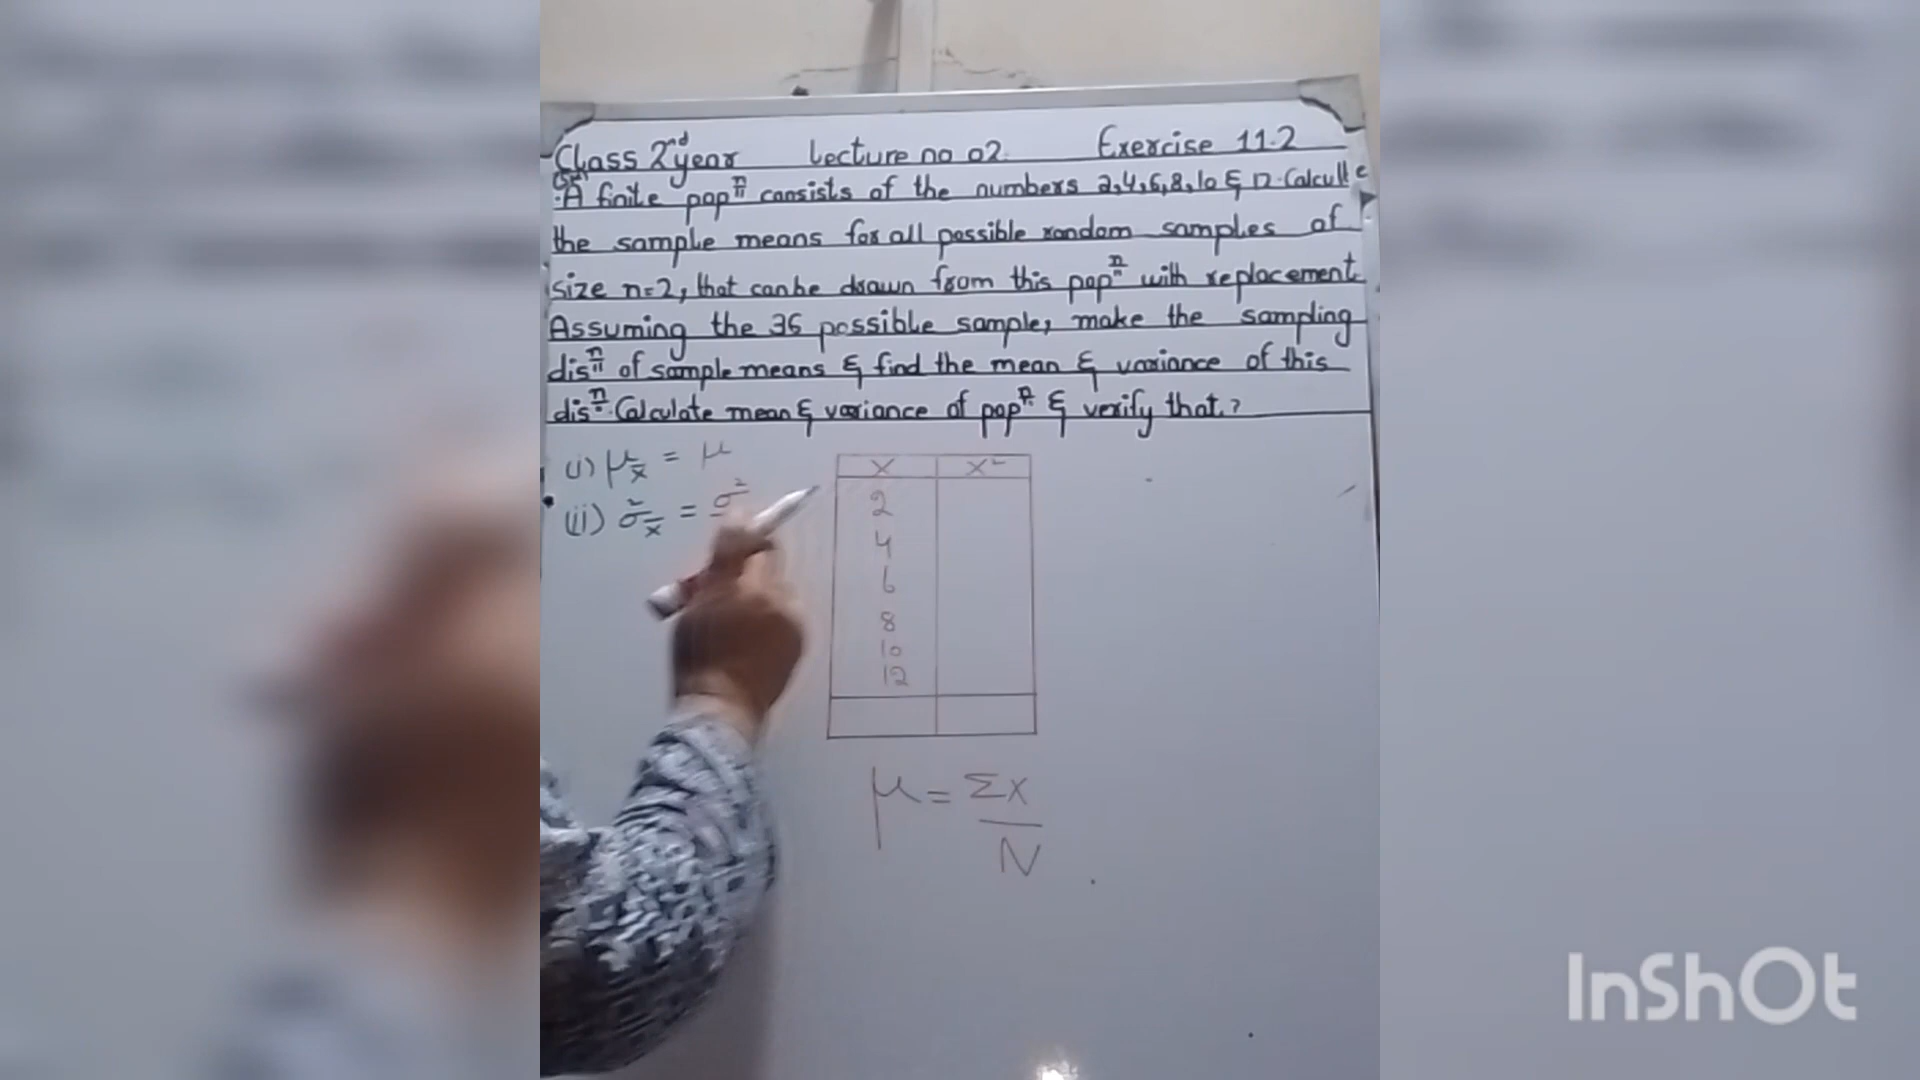 Class 2nd year Lecture no 02. Exercise 11.2
A finite popⁿ consists of the numbers 2,4,6,8,10 & 12. Calculte
the sample means for all possible random samples of
size n=2, that can be drawn from this popⁿ with replacement
Assuming the 36 possible sample, make the sampling
disⁿ of sample means & find the mean & variance of this
disⁿ. Calculate mean & variance of popⁿ & verify that?
(i) μx̄ = μ
(ii) σ²x̄ = σ²
X X²
2
4
6
8
10
12
μ = ΣX
N
InShOt